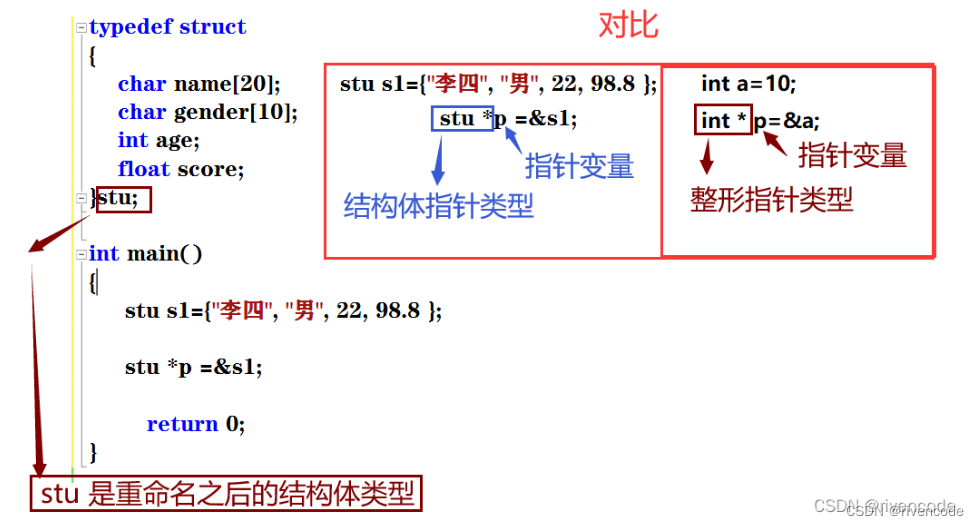 对比
typedef struct
{
char name[20];
char gender[10];
int age;
float score;
}stu;
int main()
{
stu s1={"李四", "男", 22, 98.8 };
stu *p =&s1;
return 0;
}
stu 是重命名之后的结构体类型
stu s1={"李四", "男", 22, 98.8 };
stu *p =&s1;
指针变量
结构体指针类型
int a=10;
int * p=&a;
指针变量
整形指针类型
CSDN @rivencode
CSDN @rivencode